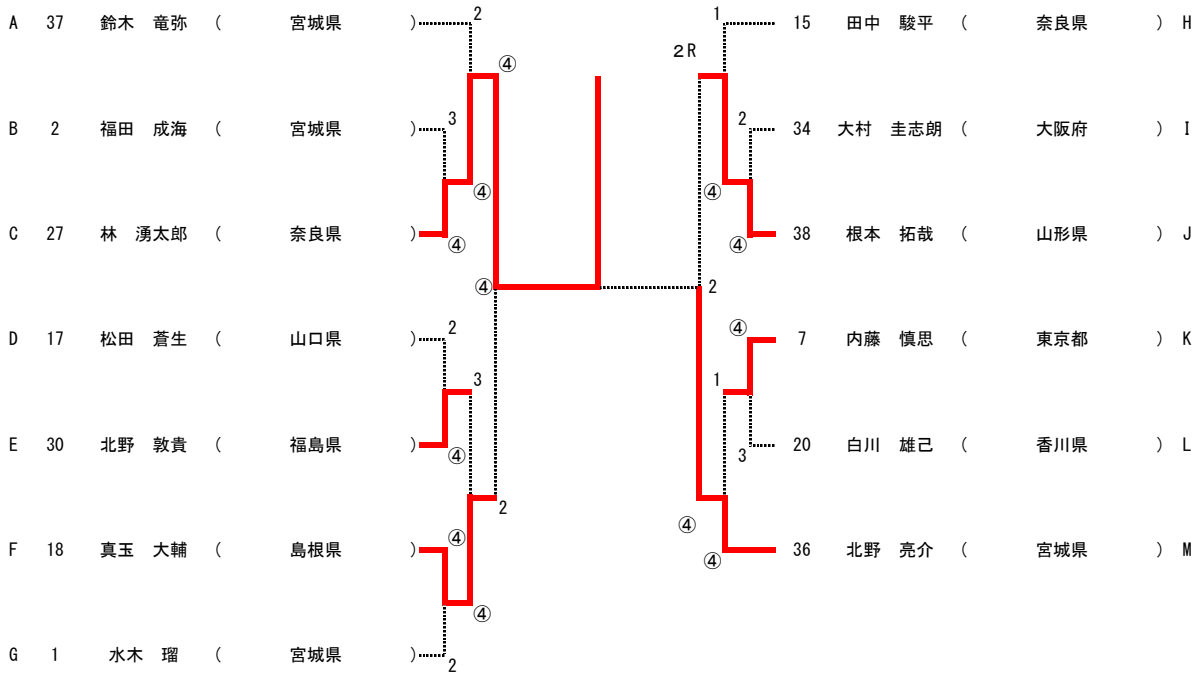 A 37 鈴木 竜弥 ( 宮城県 ) 2 1 15 田中 駿平 ( 奈良県 ) H
④ 2R
B 2 福田 成海 ( 宮城県 ) 3 2 34 大村 圭志朗 ( 大阪府 ) I
④ ④
C 27 林 湧太郎 ( 奈良県 ) ④ ④ 38 根本 拓哉 ( 山形県 ) J
④ 2
D 17 松田 蒼生 ( 山口県 ) 2 ④ 7 内藤 慎思 ( 東京都 ) K
3 1
E 30 北野 敦貴 ( 福島県 ) ④ 3 20 白川 雄己 ( 香川県 ) L
2 ④
F 18 真玉 大輔 ( 島根県 ) ④ ④ 36 北野 亮介 ( 宮城県 ) M
④
G 1 水木 瑠 ( 宮城県 ) 2